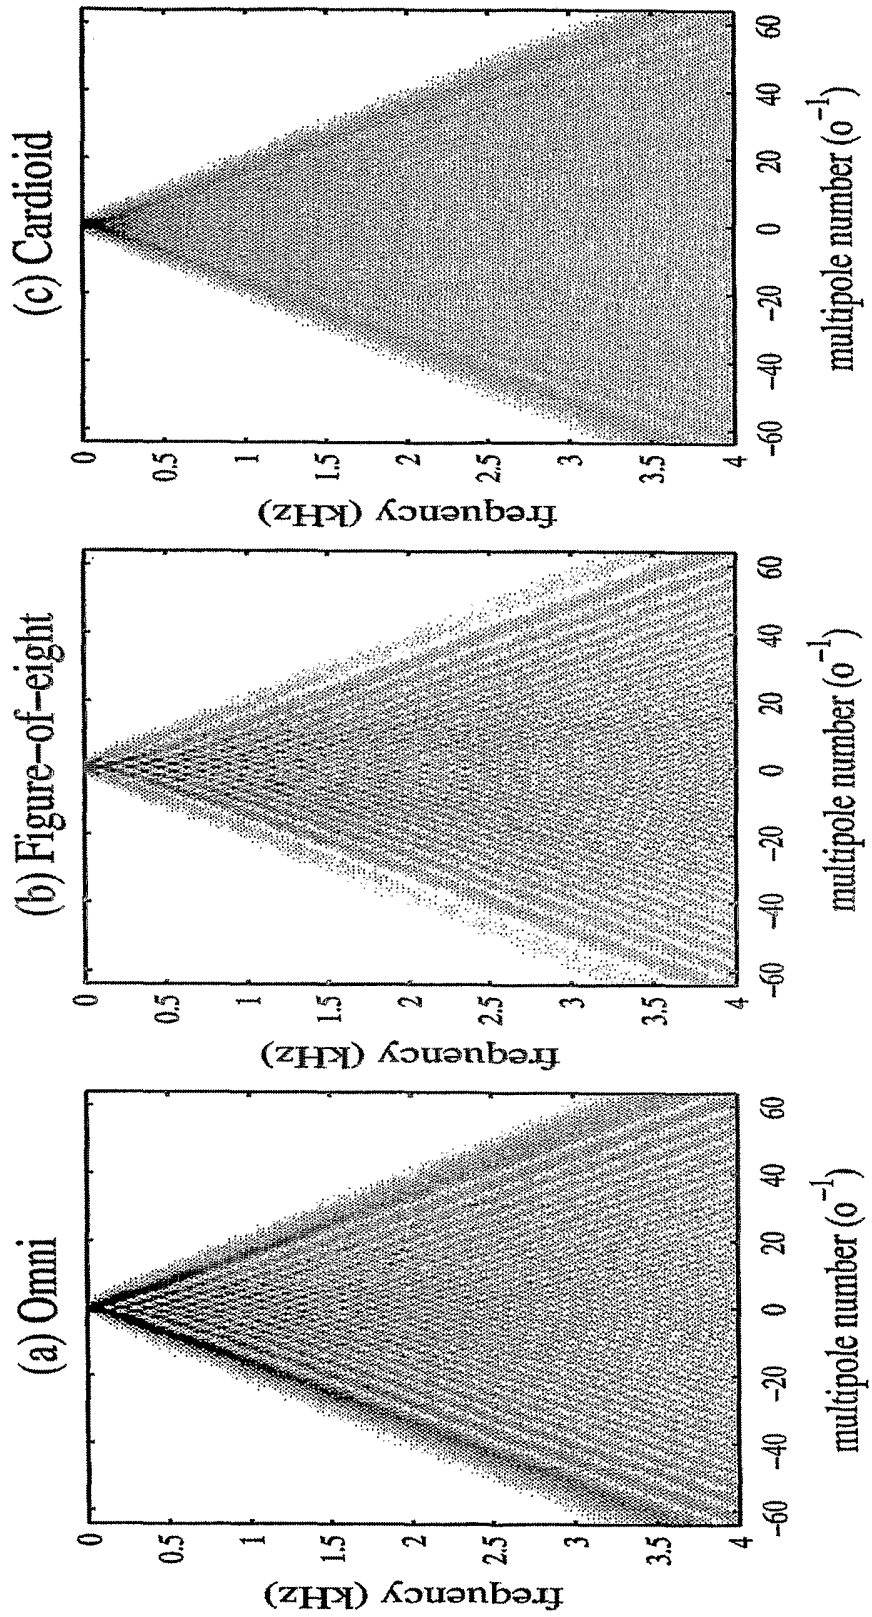 (a) Omni
frequency (kHz)
0
0.5
1
1.5
2
2.5
3
3.5
4
−60 −40 −20 0 20 40 60
multipole number (o⁻¹)
(b) Figure−of−eight
frequency (kHz)
0
0.5
1
1.5
2
2.5
3
3.5
4
−60 −40 −20 0 20 40 60
multipole number (o⁻¹)
(c) Cardioid
frequency (kHz)
0
0.5
1
1.5
2
2.5
3
3.5
4
−60 −40 −20 0 20 40 60
multipole number (o⁻¹)